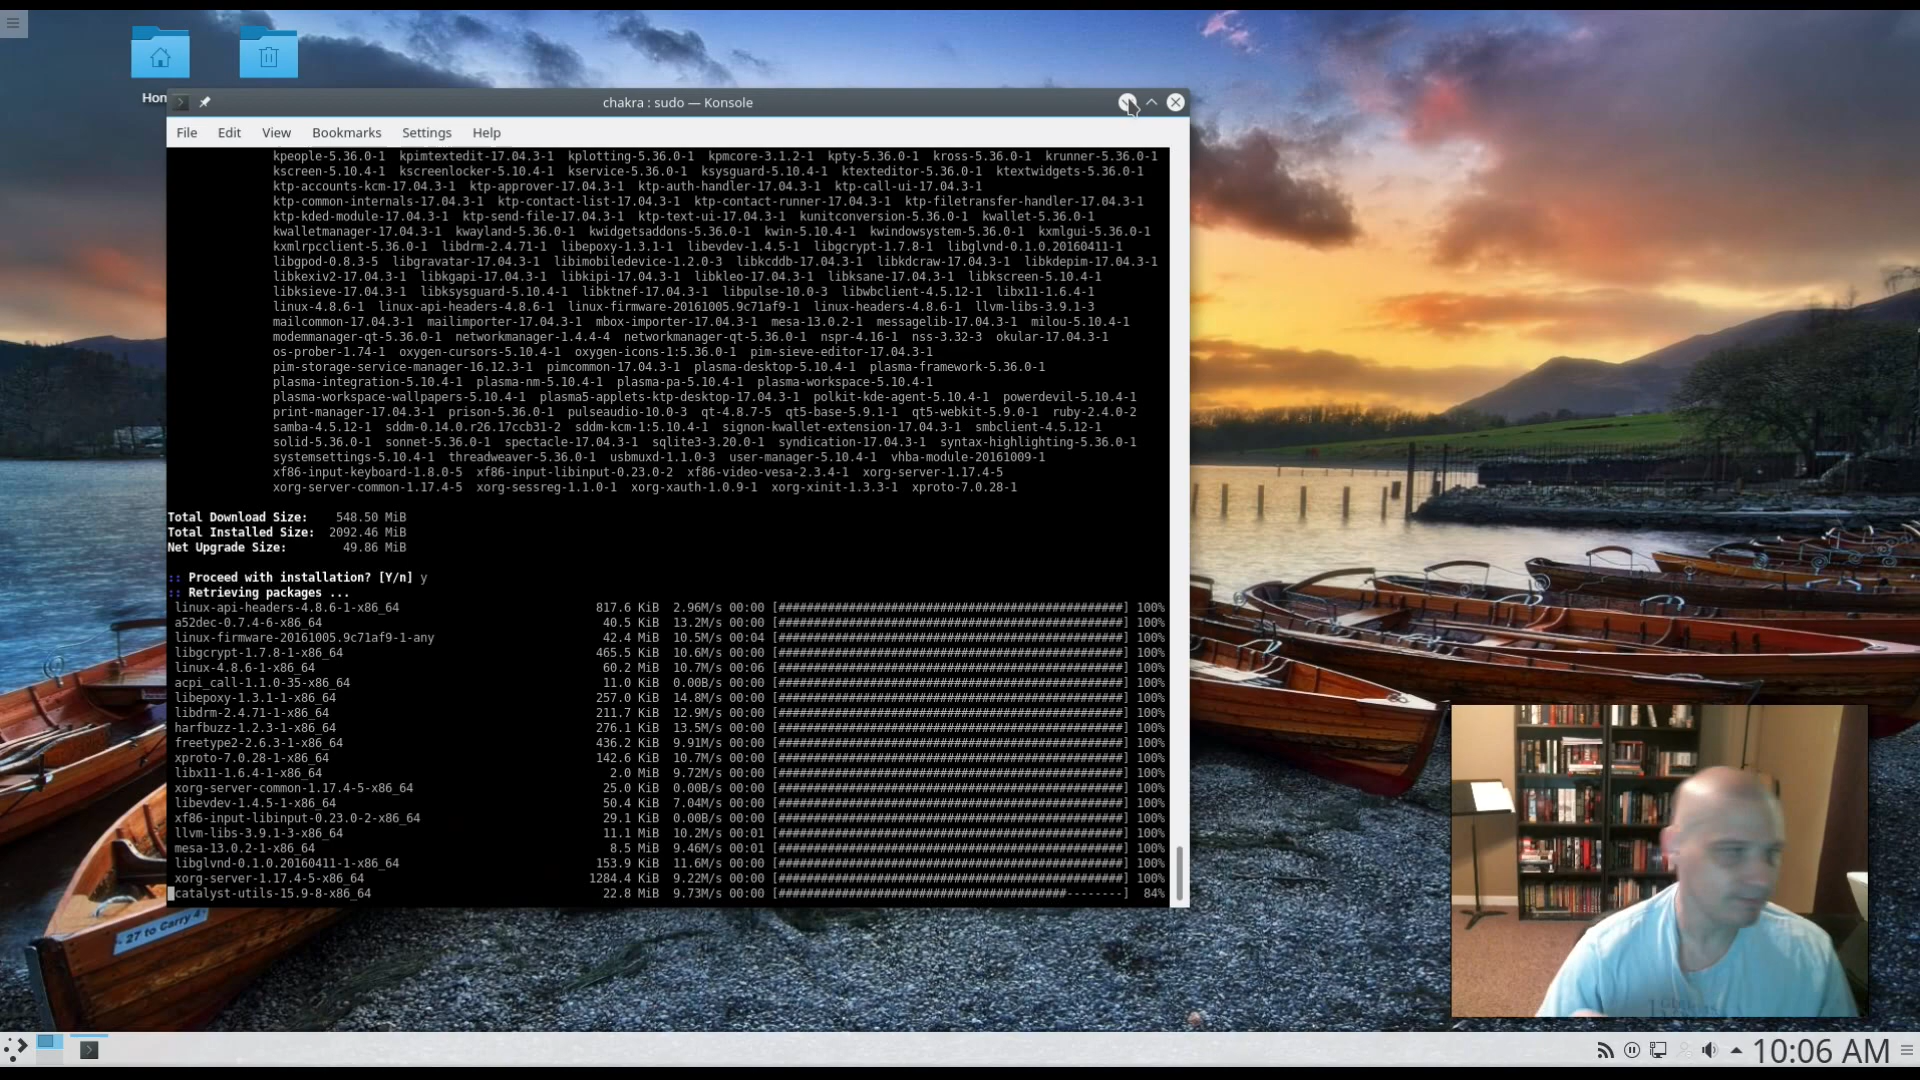 Hom
chakra : sudo — Konsole
File Edit View Bookmarks Settings Help
kpeople-5.36.0-1 kpimtextedit-17.04.3-1 kplotting-5.36.0-1 kpmcore-3.1.2-1 kpty-5.36.0-1 kross-5.36.0-1 krunner-5.36.0-1
kscreen-5.10.4-1 kscreenlocker-5.10.4-1 kservice-5.36.0-1 ksysguard-5.10.4-1 ktexteditor-5.36.0-1 ktextwidgets-5.36.0-1
ktp-accounts-kcm-17.04.3-1 ktp-approver-17.04.3-1 ktp-auth-handler-17.04.3-1 ktp-call-ui-17.04.3-1
ktp-common-internals-17.04.3-1 ktp-contact-list-17.04.3-1 ktp-contact-runner-17.04.3-1 ktp-filetransfer-handler-17.04.3-1
ktp-kded-module-17.04.3-1 ktp-send-file-17.04.3-1 ktp-text-ui-17.04.3-1 kunitconversion-5.36.0-1 kwallet-5.36.0-1
kwalletmanager-17.04.3-1 kwayland-5.36.0-1 kwidgetsaddons-5.36.0-1 kwin-5.10.4-1 kwindowsystem-5.36.0-1 kxmlgui-5.36.0-1
kxmlrpcclient-5.36.0-1 libdrm-2.4.71-1 libepoxy-1.3.1-1 libevdev-1.4.5-1 libgcrypt-1.7.8-1 libglvnd-0.1.0.20160411-1
libgpod-0.8.3-5 libgravatar-17.04.3-1 libimobiledevice-1.2.0-3 libkcddb-17.04.3-1 libkdcraw-17.04.3-1 libkdepim-17.04.3-1
libkexiv2-17.04.3-1 libkgapi-17.04.3-1 libkipi-17.04.3-1 libkleo-17.04.3-1 libksane-17.04.3-1 libkscreen-5.10.4-1
libksieve-17.04.3-1 libksysguard-5.10.4-1 libktnef-17.04.3-1 libpulse-10.0-3 libwbclient-4.5.12-1 libx11-1.6.4-1
linux-4.8.6-1 linux-api-headers-4.8.6-1 linux-firmware-20161005.9c71af9-1 linux-headers-4.8.6-1 llvm-libs-3.9.1-3
mailcommon-17.04.3-1 mailimporter-17.04.3-1 mbox-importer-17.04.3-1 mesa-13.0.2-1 messagelib-17.04.3-1 milou-5.10.4-1
modemmanager-qt-5.36.0-1 networkmanager-1.4.4-4 networkmanager-qt-5.36.0-1 nspr-4.16-1 nss-3.32-3 okular-17.04.3-1
os-prober-1.74-1 oxygen-cursors-5.10.4-1 oxygen-icons-1:5.36.0-1 pim-sieve-editor-17.04.3-1
pim-storage-service-manager-16.12.3-1 pimcommon-17.04.3-1 plasma-desktop-5.10.4-1 plasma-framework-5.36.0-1
plasma-integration-5.10.4-1 plasma-nm-5.10.4-1 plasma-pa-5.10.4-1 plasma-workspace-5.10.4-1
plasma-workspace-wallpapers-5.10.4-1 plasma5-applets-ktp-desktop-17.04.3-1 polkit-kde-agent-5.10.4-1 powerdevil-5.10.4-1
print-manager-17.04.3-1 prison-5.36.0-1 pulseaudio-10.0-3 qt-4.8.7-5 qt5-base-5.9.1-1 qt5-webkit-5.9.0-1 ruby-2.4.0-2
samba-4.5.12-1 sddm-0.14.0.r26.17ccb31-2 sddm-kcm-1:5.10.4-1 signon-kwallet-extension-17.04.3-1 smbclient-4.5.12-1
solid-5.36.0-1 sonnet-5.36.0-1 spectacle-17.04.3-1 sqlite3-3.20.0-1 syndication-17.04.3-1 syntax-highlighting-5.36.0-1
systemsettings-5.10.4-1 threadweaver-5.36.0-1 usbmuxd-1.1.0-3 user-manager-5.10.4-1 vhba-module-20161009-1
xf86-input-keyboard-1.8.0-5 xf86-input-libinput-0.23.0-2 xf86-video-vesa-2.3.4-1 xorg-server-1.17.4-5
xorg-server-common-1.17.4-5 xorg-sessreg-1.1.0-1 xorg-xauth-1.0.9-1 xorg-xinit-1.3.3-1 xproto-7.0.28-1
Total Download Size: 548.50 MiB
Total Installed Size: 2092.46 MiB
Net Upgrade Size: 49.86 MiB
:: Proceed with installation? [Y/n] y
:: Retrieving packages ...
linux-api-headers-4.8.6-1-x86_64 817.6 KiB 2.96M/s 00:00 [#################################################] 100%
a52dec-0.7.4-6-x86_64 40.5 KiB 13.2M/s 00:00 [#################################################] 100%
linux-firmware-20161005.9c71af9-1-any 42.4 MiB 10.5M/s 00:04 [#################################################] 100%
libgcrypt-1.7.8-1-x86_64 465.5 KiB 10.6M/s 00:00 [#################################################] 100%
linux-4.8.6-1-x86_64 60.2 MiB 10.7M/s 00:06 [#################################################] 100%
acpi_call-1.1.0-35-x86_64 11.0 KiB 0.00B/s 00:00 [#################################################] 100%
libepoxy-1.3.1-1-x86_64 257.0 KiB 14.8M/s 00:00 [#################################################] 100%
libdrm-2.4.71-1-x86_64 211.7 KiB 12.9M/s 00:00 [#################################################] 100%
harfbuzz-1.2.3-1-x86_64 276.1 KiB 13.5M/s 00:00 [#################################################] 100%
freetype2-2.6.3-1-x86_64 436.2 KiB 9.91M/s 00:00 [#################################################] 100%
xproto-7.0.28-1-x86_64 142.6 KiB 10.7M/s 00:00 [#################################################] 100%
libx11-1.6.4-1-x86_64 2.0 MiB 9.72M/s 00:00 [#################################################] 100%
xorg-server-common-1.17.4-5-x86_64 25.0 KiB 0.00B/s 00:00 [#################################################] 100%
libevdev-1.4.5-1-x86_64 50.4 KiB 7.04M/s 00:00 [#################################################] 100%
xf86-input-libinput-0.23.0-2-x86_64 29.1 KiB 0.00B/s 00:00 [#################################################] 100%
llvm-libs-3.9.1-3-x86_64 11.1 MiB 10.2M/s 00:01 [#################################################] 100%
mesa-13.0.2-1-x86_64 8.5 MiB 9.46M/s 00:01 [#################################################] 100%
libglvnd-0.1.0.20160411-1-x86_64 153.9 KiB 11.6M/s 00:00 [#################################################] 100%
xorg-server-1.17.4-5-x86_64 1284.4 KiB 9.22M/s 00:00 [#################################################] 100%
catalyst-utils-15.9-8-x86_64 22.8 MiB 9.73M/s 00:00 [#########################################--------] 84%
27 to Carry 4
10:06 AM